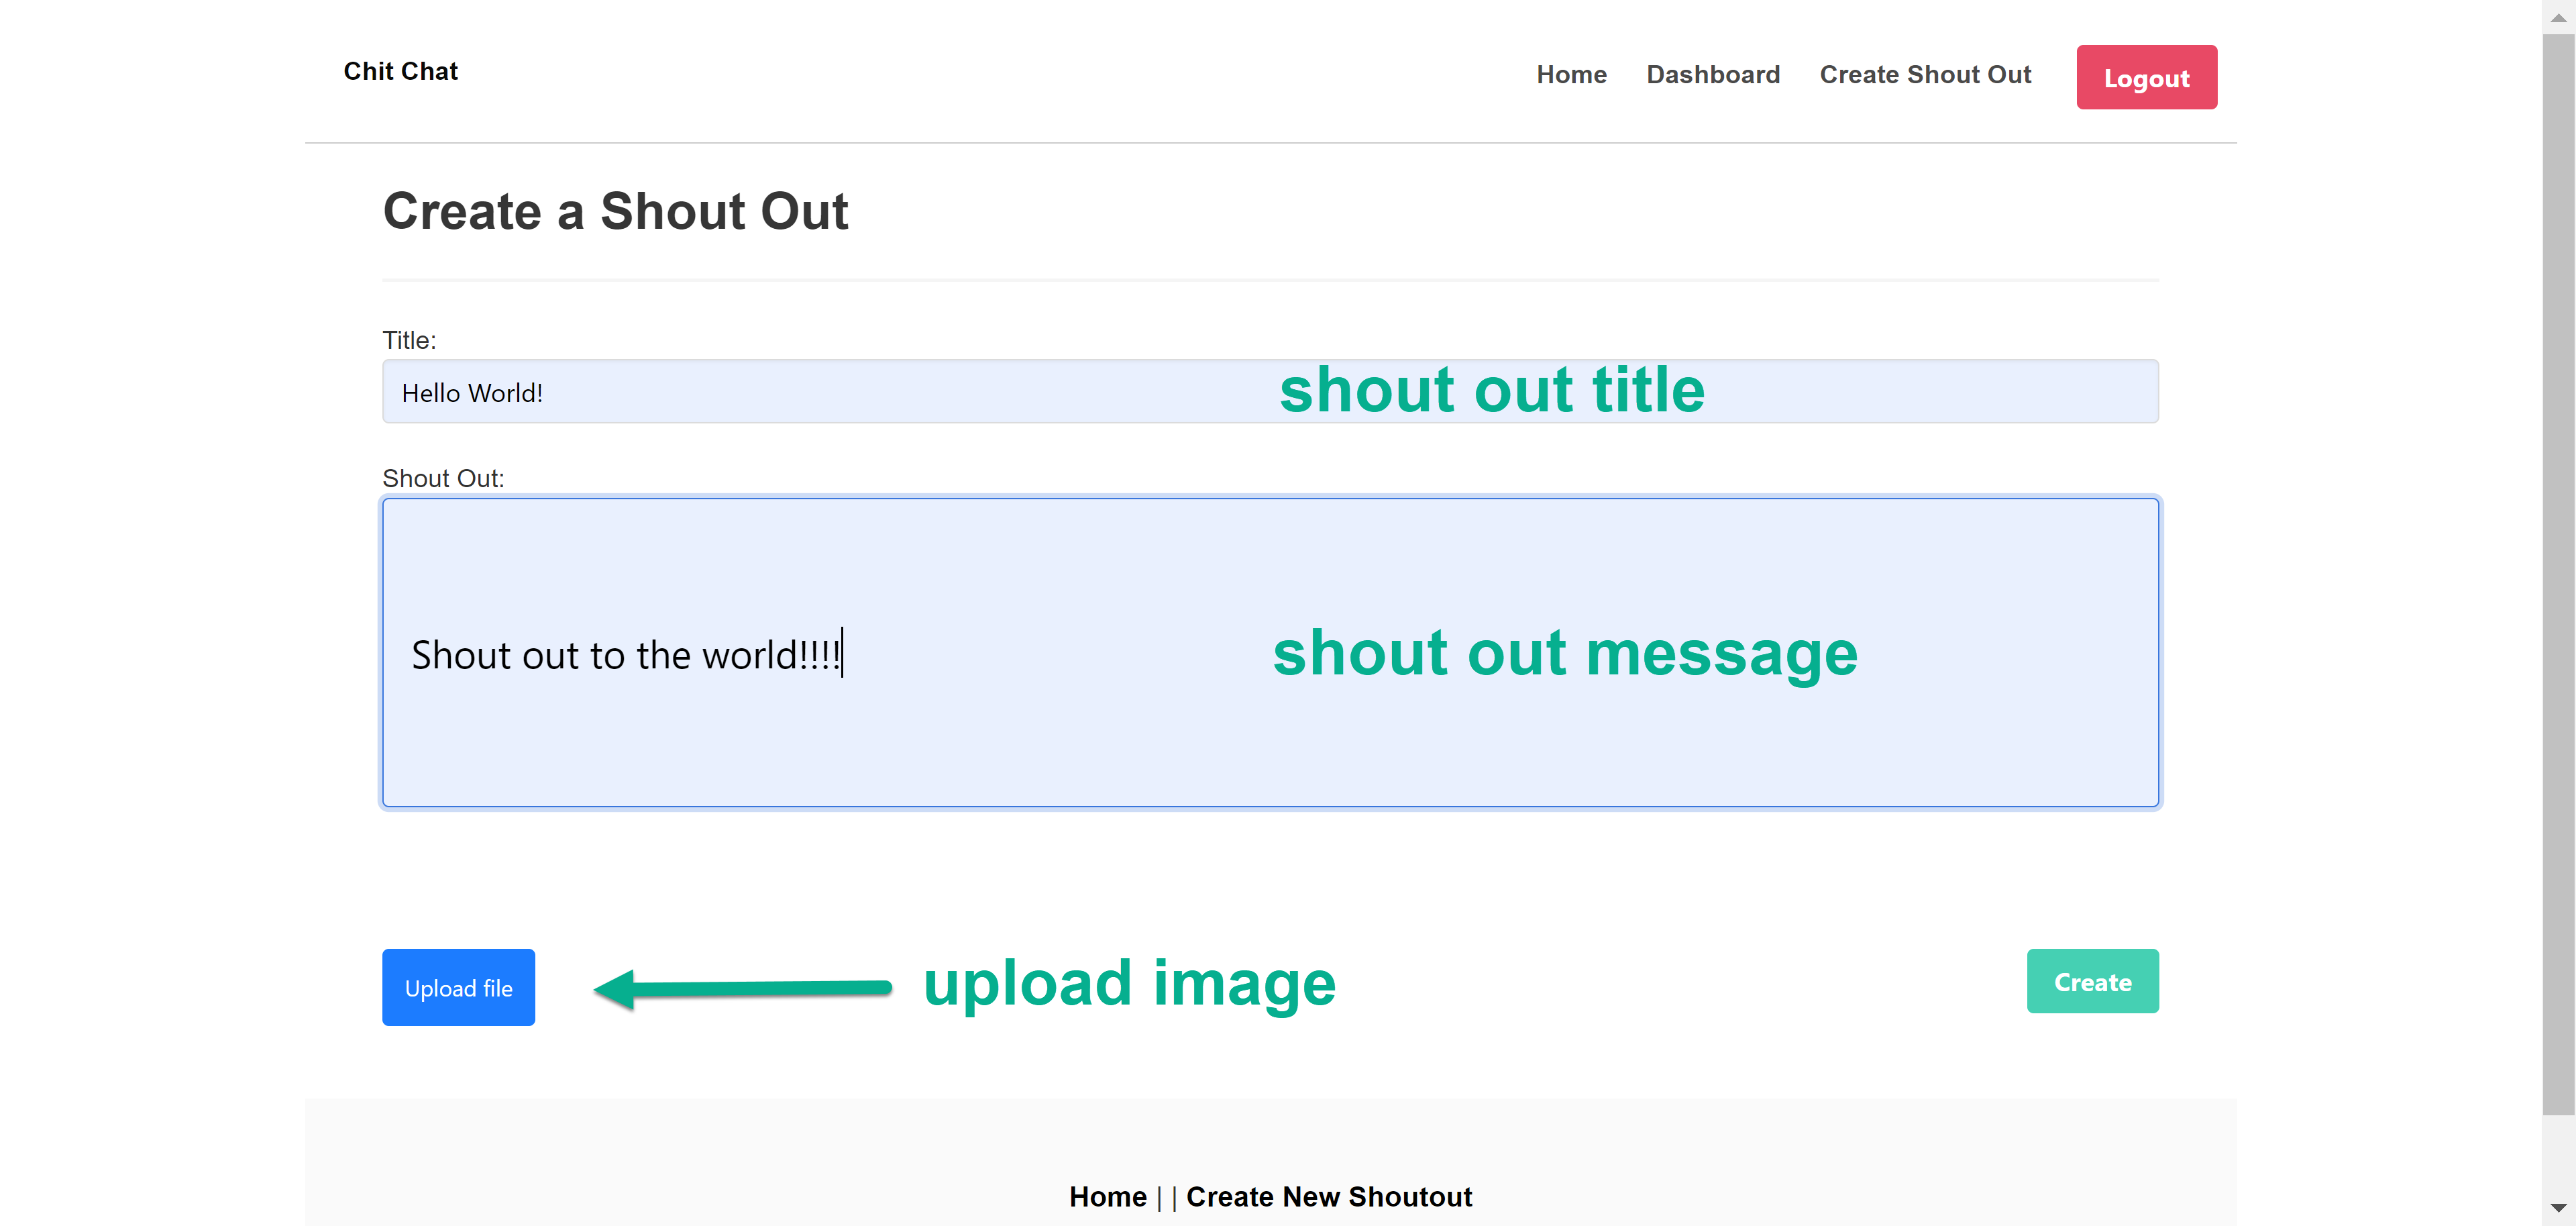 Chit Chat
Home Dashboard Create Shout Out Logout
Create a Shout Out
Title:
Hello World! shout out title
Shout Out:
Shout out to the world!!!! shout out message
Upload file upload image Create
Home | | Create New Shoutout